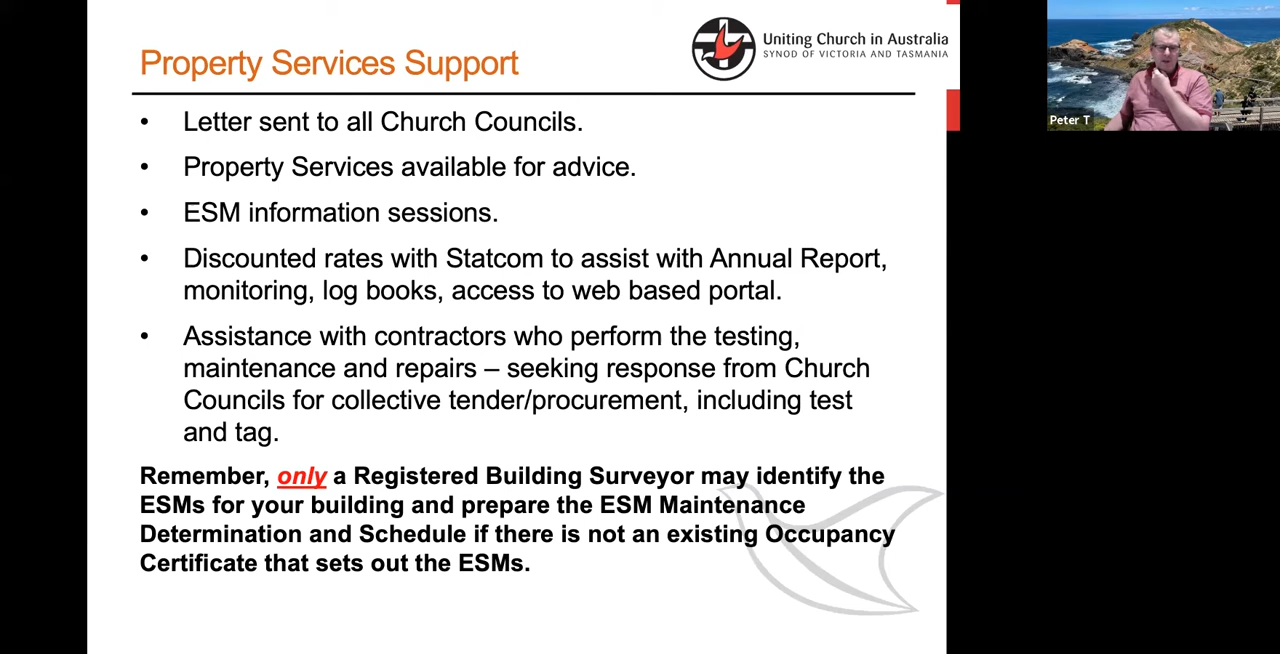 Property Services Support
Uniting Church in Australia
SYNOD OF VICTORIA AND TASMANIA
• Letter sent to all Church Councils.
• Property Services available for advice.
• ESM information sessions.
• Discounted rates with Statcom to assist with Annual Report,
monitoring, log books, access to web based portal.
• Assistance with contractors who perform the testing,
maintenance and repairs – seeking response from Church
Councils for collective tender/procurement, including test
and tag.
Remember, only a Registered Building Surveyor may identify the
ESMs for your building and prepare the ESM Maintenance
Determination and Schedule if there is not an existing Occupancy
Certificate that sets out the ESMs.
Peter T